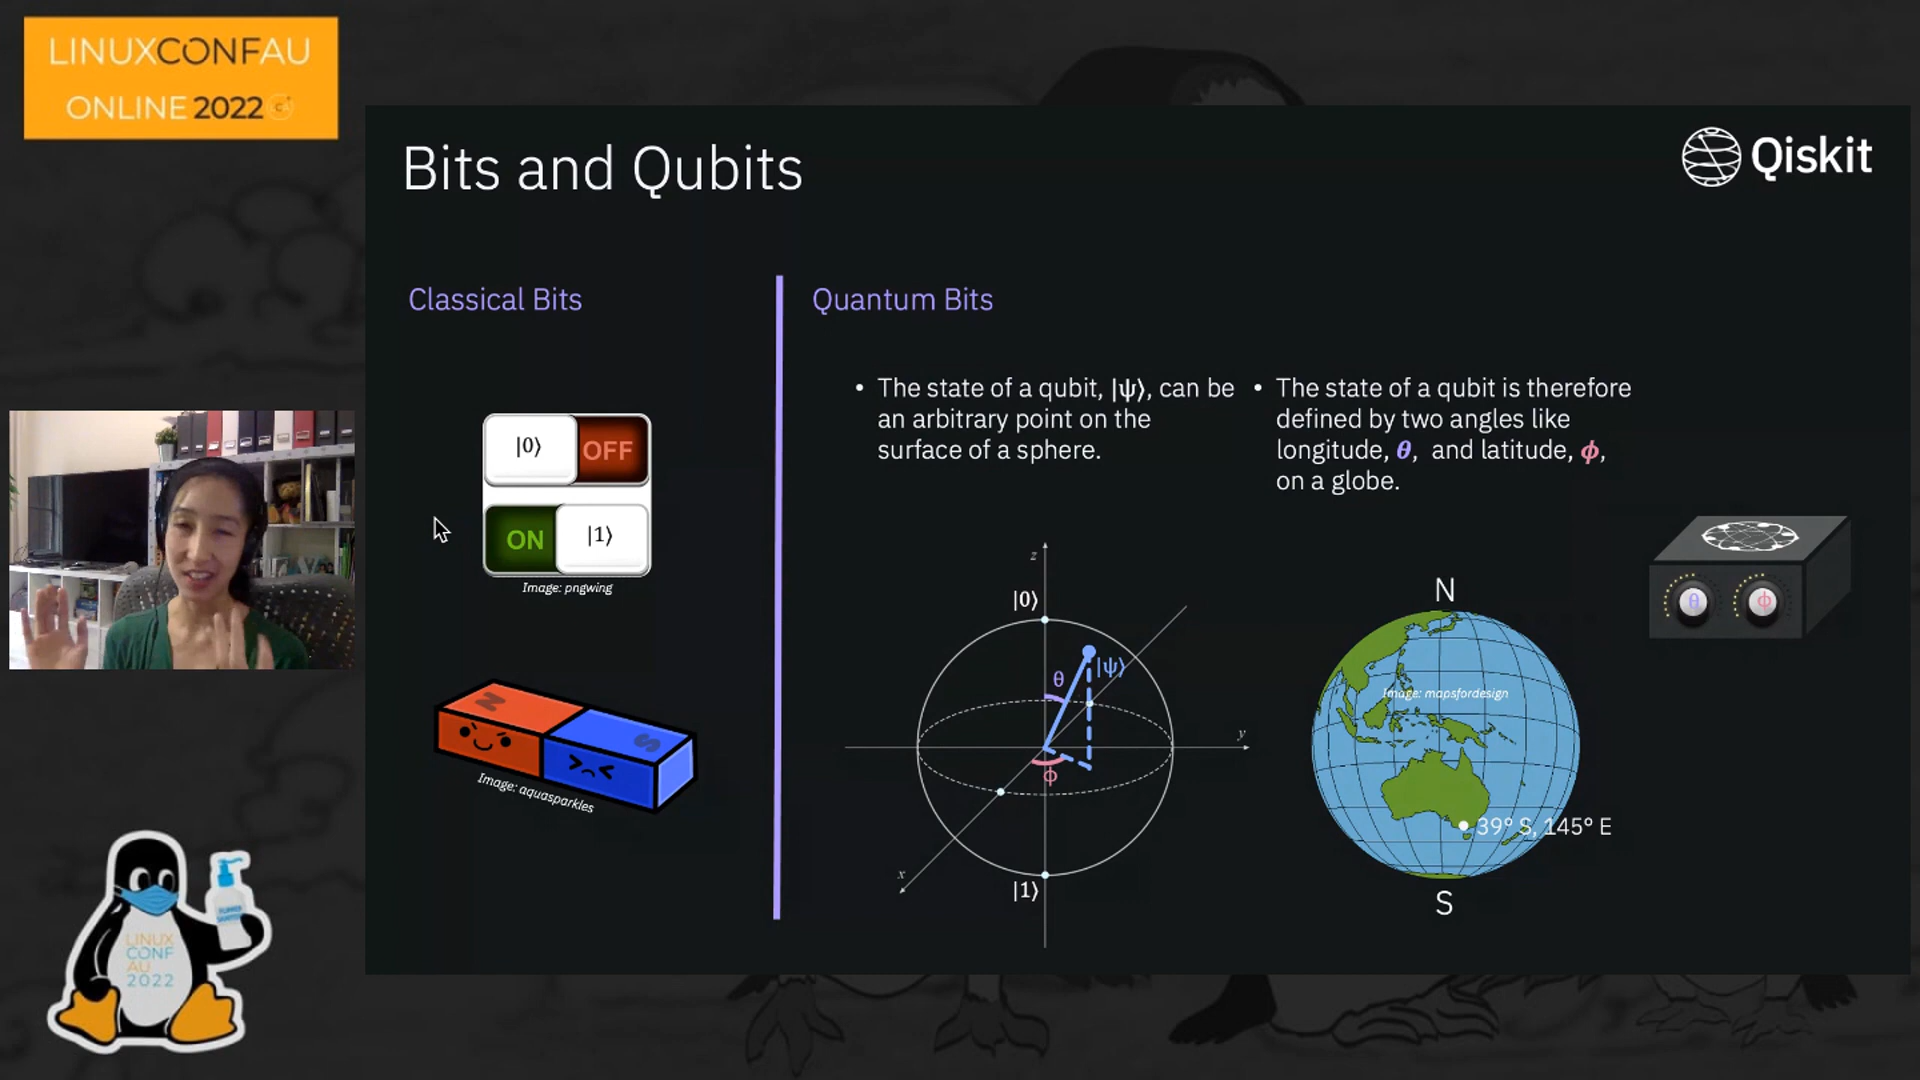 LINUXCONFAU
ONLINE 2022
Bits and Qubits
Qiskit
Classical Bits
|0⟩ OFF
ON |1⟩
Image: pngwing
N S
Image: aquasparkles
Quantum Bits
• The state of a qubit, |ψ⟩, can be
an arbitrary point on the
surface of a sphere.
• The state of a qubit is therefore
defined by two angles like
longitude, θ, and latitude, ϕ,
on a globe.
z
|0⟩
θ
|ψ⟩
y
ϕ
x
|1⟩
N
Image: mapsfordesign
39° S, 145° E
S
θ ϕ
LINUX
CONF
AU
2022